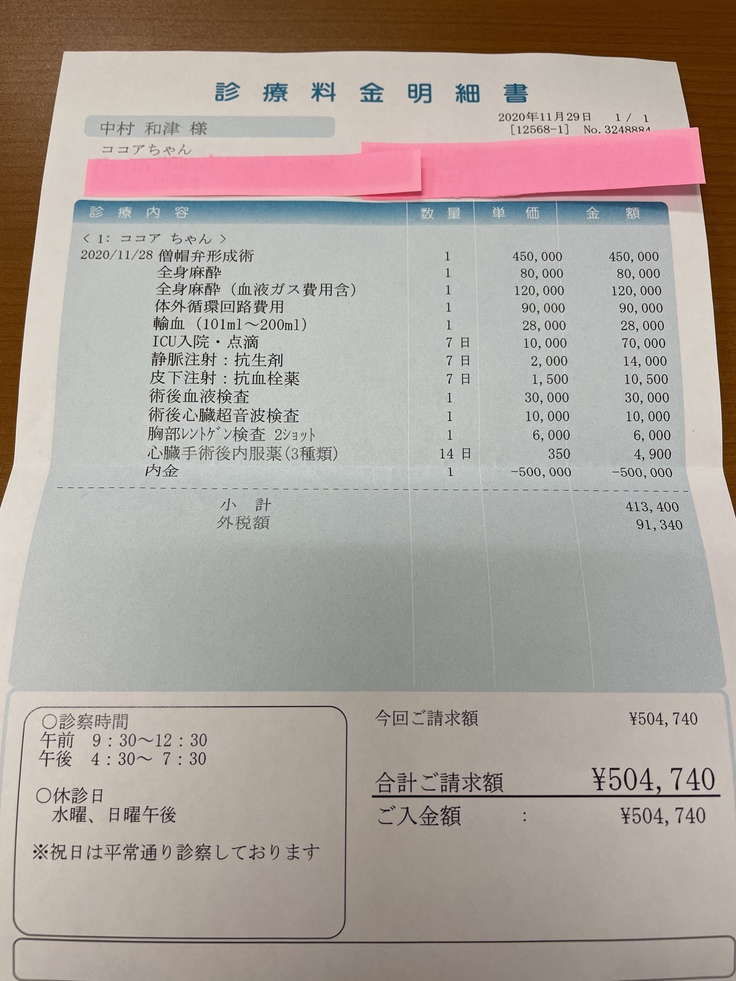 診療料金明細書
2020年11月29日 1/1
中村 和津 様
[12568-1] No.3248884
ココアちゃん
診療内容 数量 単価 金額
< 1: ココア ちゃん >
2020/11/28 僧帽弁形成術 1 450,000 450,000
全身麻酔 1 80,000 80,000
全身麻酔（血液ガス費用含） 1 120,000 120,000
体外循環回路費用 1 90,000 90,000
輸血（101ml～200ml） 1 28,000 28,000
ICU入院・点滴 7 日 10,000 70,000
静脈注射：抗生剤 7 日 2,000 14,000
皮下注射：抗血栓薬 7 日 1,500 10,500
術後血液検査 1 30,000 30,000
術後心臓超音波検査 1 10,000 10,000
胸部ﾚﾝﾄｹﾞﾝ検査 2ｼｮｯﾄ 1 6,000 6,000
心臓手術後内服薬(3種類) 14 日 350 4,900
内金 1 -500,000 -500,000
小 計 413,400
外税額 91,340
○診察時間
午前 9：30～12：30
午後 4：30～ 7：30
○休診日
水曜、日曜午後
※祝日は平常通り診察しております
今回ご請求額 ¥504,740
合計ご請求額 ¥504,740
ご入金額 ： ¥504,740